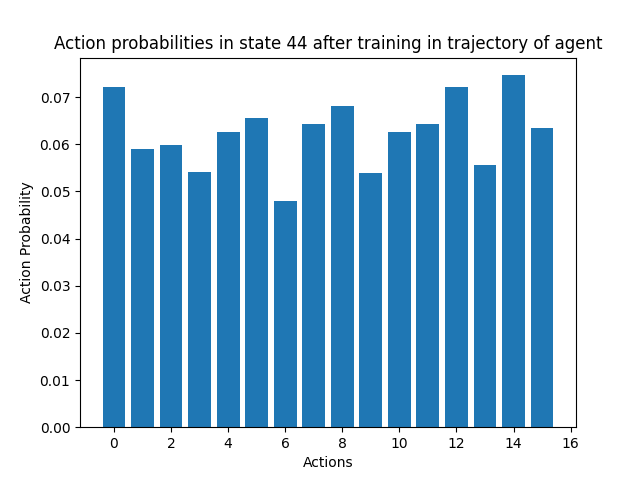 Action probabilities in state 44 after training in trajectory of agent
0.07
0.06
0.05
0.04
0.03
0.02
0.01
0.00
Action Probability
0 2 4 6 8 10 12 14 16
Actions